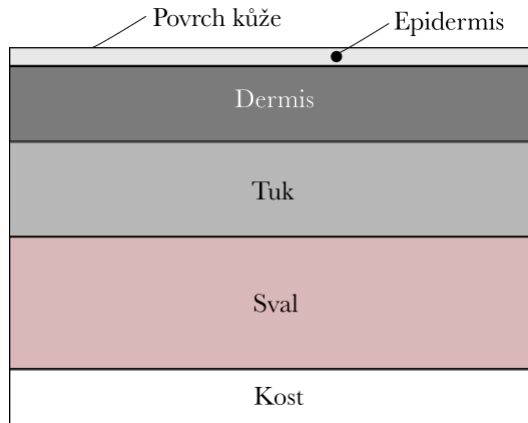 Povrch kůže
Epidermis
Dermis
Tuk
Sval
Kost